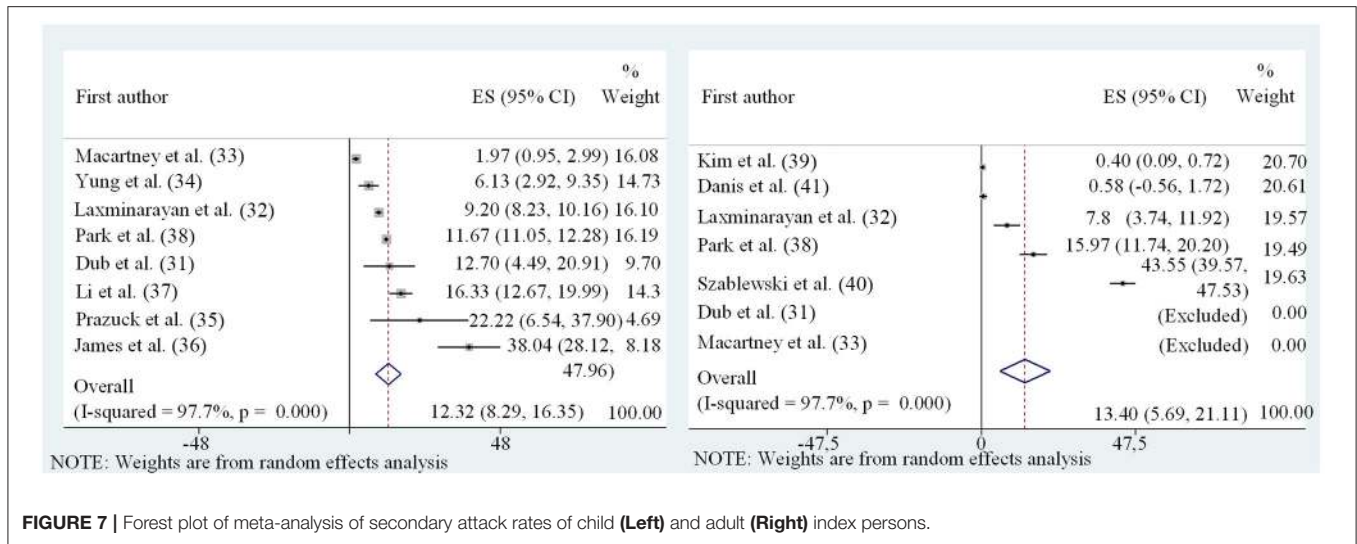 %
First author ES (95% CI) Weight
Macartney et al. (33) 1.97 (0.95, 2.99) 16.08
Yung et al. (34) 6.13 (2.92, 9.35) 14.73
Laxminarayan et al. (32) 9.20 (8.23, 10.16) 16.10
Park et al. (38) 11.67 (11.05, 12.28) 16.19
Dub et al. (31) 12.70 (4.49, 20.91) 9.70
Li et al. (37) 16.33 (12.67, 19.99) 14.3
Prazuck et al. (35) 22.22 (6.54, 37.90) 4.69
James et al. (36) 38.04 (28.12, 8.18
47.96)
Overall
(I-squared = 97.7%, p = 0.000) 12.32 (8.29, 16.35) 100.00
-48 48
NOTE: Weights are from random effects analysis
%
First author ES (95% CI) Weight
Kim et al. (39) 0.40 (0.09, 0.72) 20.70
Danis et al. (41) 0.58 (-0.56, 1.72) 20.61
Laxminarayan et al. (32) 7.8 (3.74, 11.92) 19.57
Park et al. (38) 15.97 (11.74, 20.20) 19.49
43.55 (39.57,
Szablewski et al. (40) 47.53) 19.63
Dub et al. (31) (Excluded) 0.00
Macartney et al. (33) (Excluded) 0.00
Overall
(I-squared = 97.7%, p = 0.000) 13.40 (5.69, 21.11) 100.00
-47,5 0 47,5
NOTE: Weights are from random effects analysis
FIGURE 7 | Forest plot of meta-analysis of secondary attack rates of child (Left) and adult (Right) index persons.